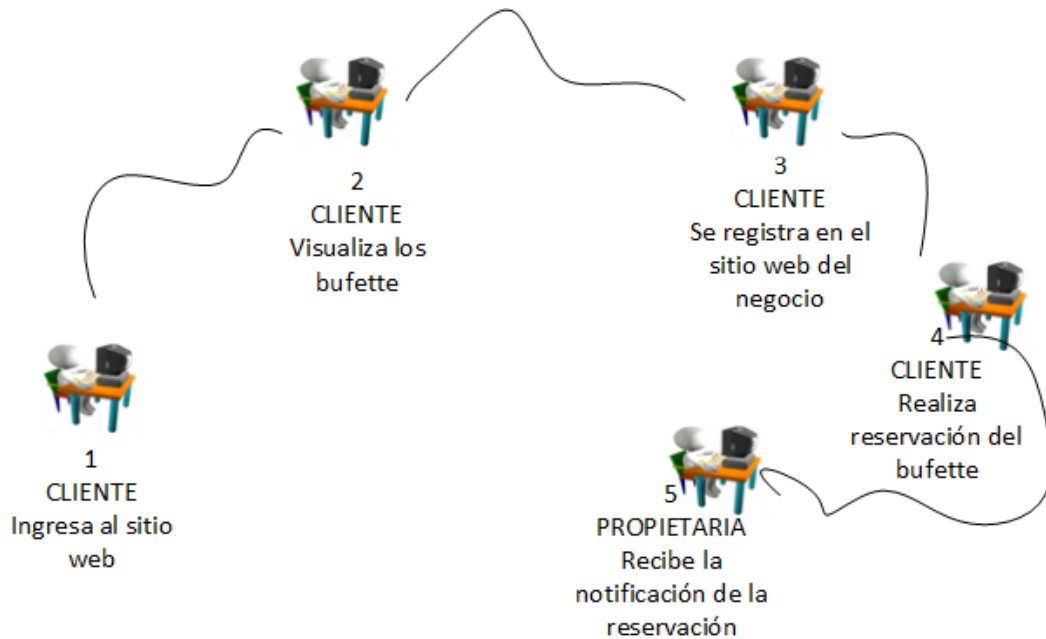 1
CLIENTE
Ingresa al sitio
web
2
CLIENTE
Visualiza los
bufette
3
CLIENTE
Se registra en el
sitio web del
negocio
4
CLIENTE
Realiza
reservación del
bufette
5
PROPIETARIA
Recibe la
notificación de la
reservación